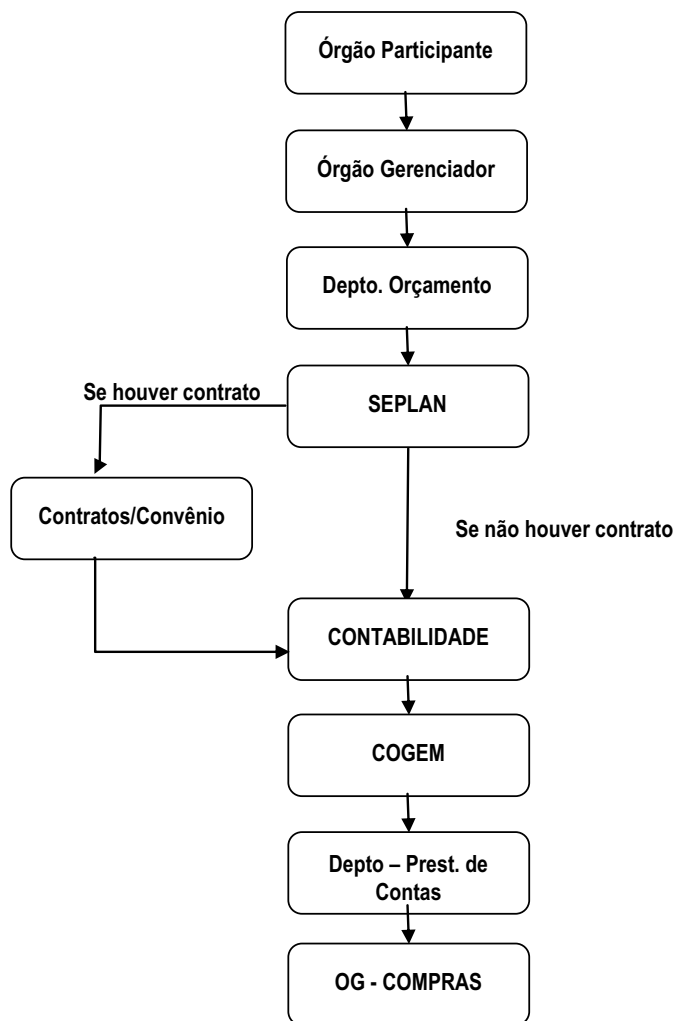 Órgão Participante
Órgão Gerenciador
Depto. Orçamento
Se houver contrato
SEPLAN
Contratos/Convênio
Se não houver contrato
CONTABILIDADE
COGEM
Depto – Prest. de
Contas
OG - COMPRAS